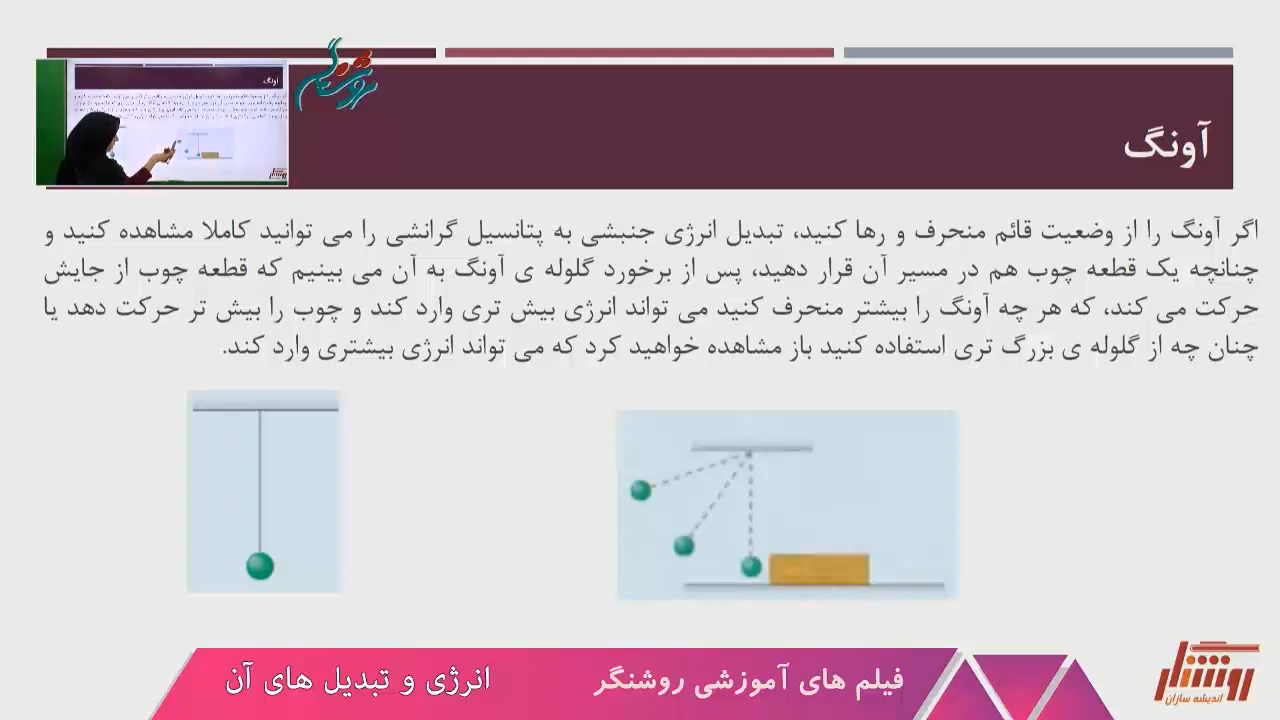 روشنگر
آونگ
آونگ
اگر آونگ را از وضعیت قائم منحرف و رها کنید، تبدیل انرژی جنبشی به پتانسیل گرانشی را می توانید کاملا مشاهده کنید و
چنانچه یک قطعه چوب هم در مسیر آن قرار دهید، پس از برخورد گلوله ی آونگ به آن می بینیم که قطعه چوب از جایش
حرکت می کند، که هر چه آونگ را بیشتر منحرف کنید می تواند انرژی بیش تری وارد کند و چوب را بیش تر حرکت دهد یا
چنان چه از گلوله ی بزرگ تری استفاده کنید باز مشاهده خواهید کرد که می تواند انرژی بیشتری وارد کند.
فیلم های آموزشی روشنگر
انرژی و تبدیل های آن
روشنگر
اندیشه سازان